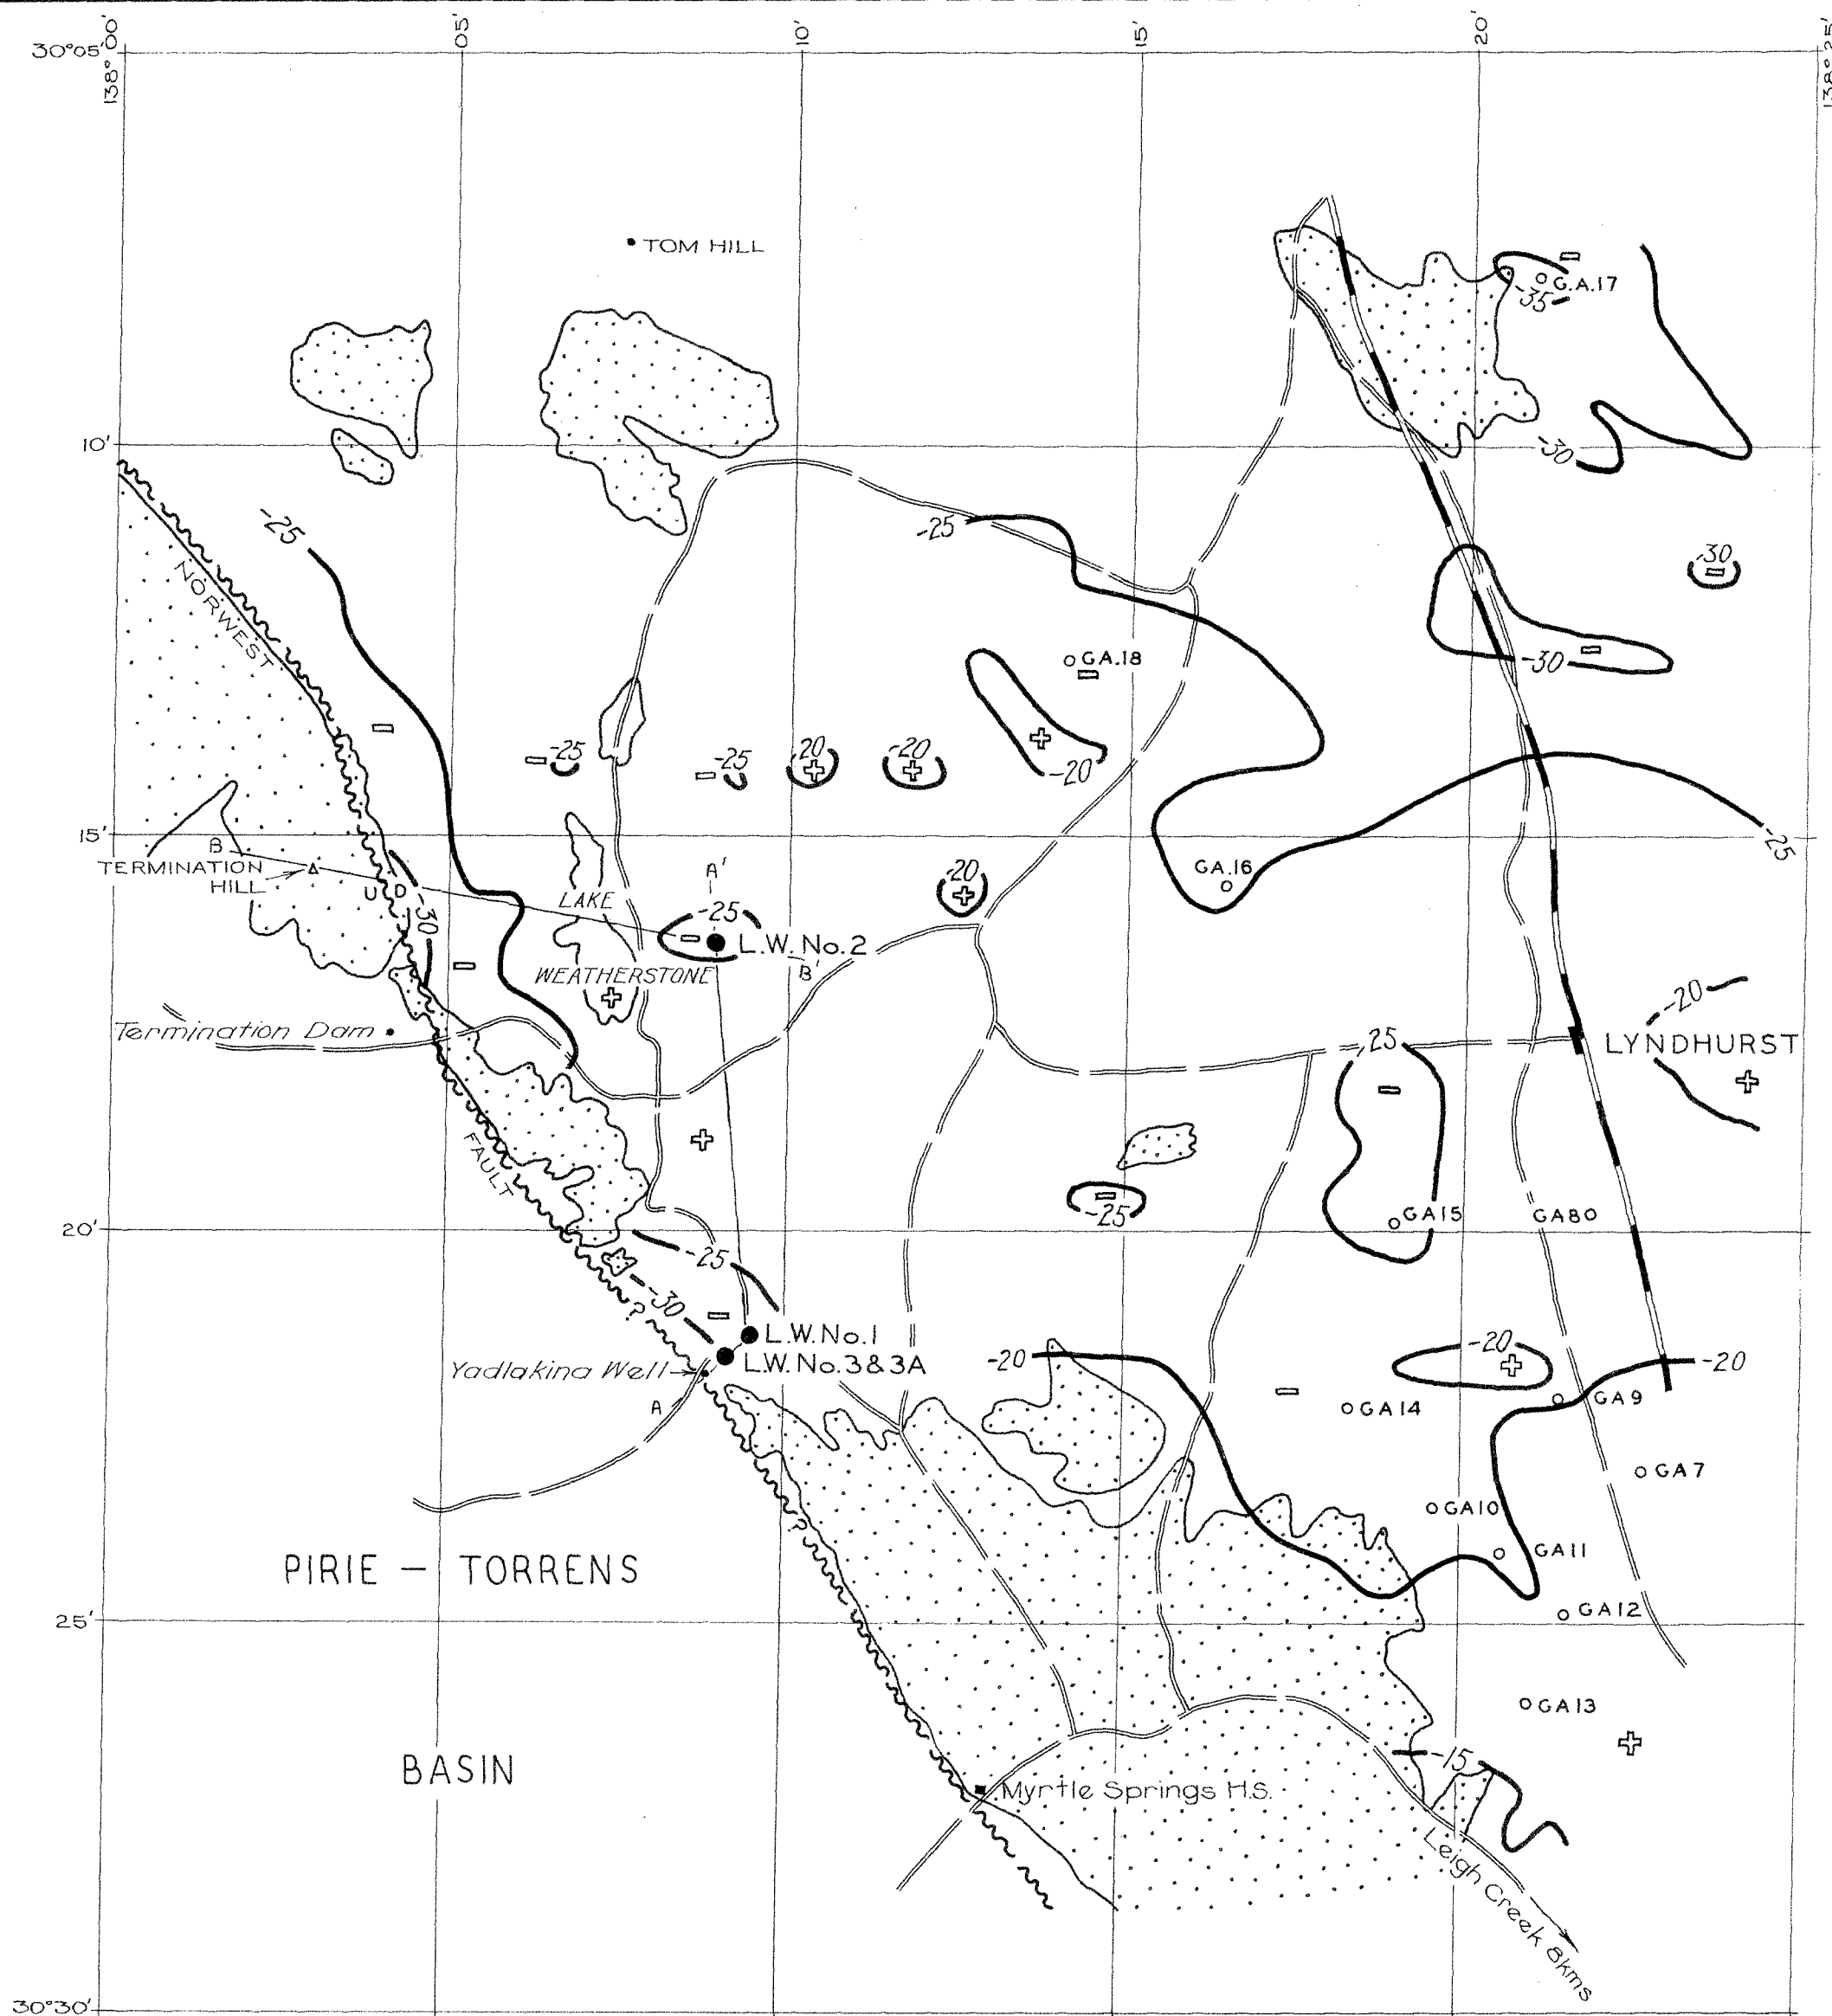 138° 00'
05'
10'
15'
20'
138° 25'
30°05'
TOM HILL
G.A.17
-35
10'
-30
-25
-25
NORWEST
-30
GA.18
-30
-25
-25
20
-20
-20
15'
-25
B
TERMINATION
HILL
U D
GA.16
A'
20
LAKE
-25
-30
L.W. No. 2
B'
WEATHERSTONE
-20
Termination Dam
25
LYNDHURST
FAULT
-25
20'
GA15
GA80
-25
-30
?
L.W. No.1
L.W. No.3 & 3A
Yadlakina Well
-20
-20
-20
A
GA14
GA9
GA7
GA10
?
GA11
PIRIE - TORRENS
GA12
25'
GA13
-15
BASIN
Myrtle Springs H.S.
Leigh Creek 8kms
30°30'